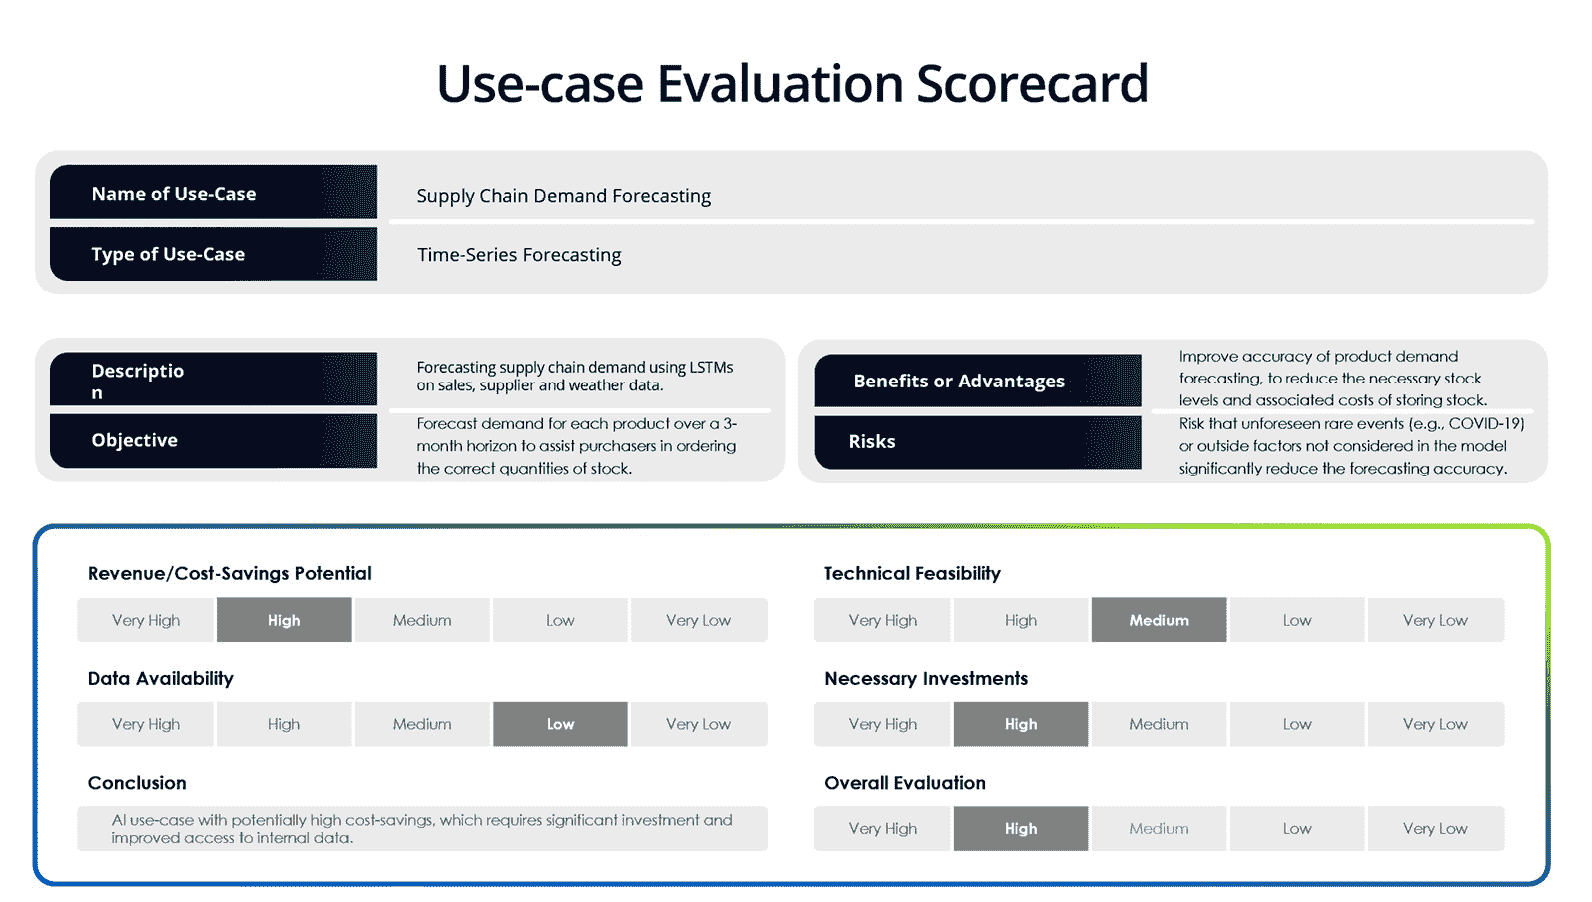 Use-case Evaluation Scorecard
Name of Use-Case
Supply Chain Demand Forecasting
Type of Use-Case
Time-Series Forecasting
Descriptio
n
Forecasting supply chain demand using LSTMs
on sales, supplier and weather data.
Objective
Forecast demand for each product over a 3-
month horizon to assist purchasers in ordering
the correct quantities of stock.
Benefits or Advantages
Improve accuracy of product demand
forecasting, to reduce the necessary stock
levels and associated costs of storing stock.
Risks
Risk that unforeseen rare events (e.g., COVID-19)
or outside factors not considered in the model
significantly reduce the forecasting accuracy.
Revenue/Cost-Savings Potential
Very High High Medium Low Very Low
Technical Feasibility
Very High High Medium Low Very Low
Data Availability
Very High High Medium Low Very Low
Necessary Investments
Very High High Medium Low Very Low
Conclusion
AI use-case with potentially high cost-savings, which requires significant investment and
improved access to internal data.
Overall Evaluation
Very High High Medium Low Very Low